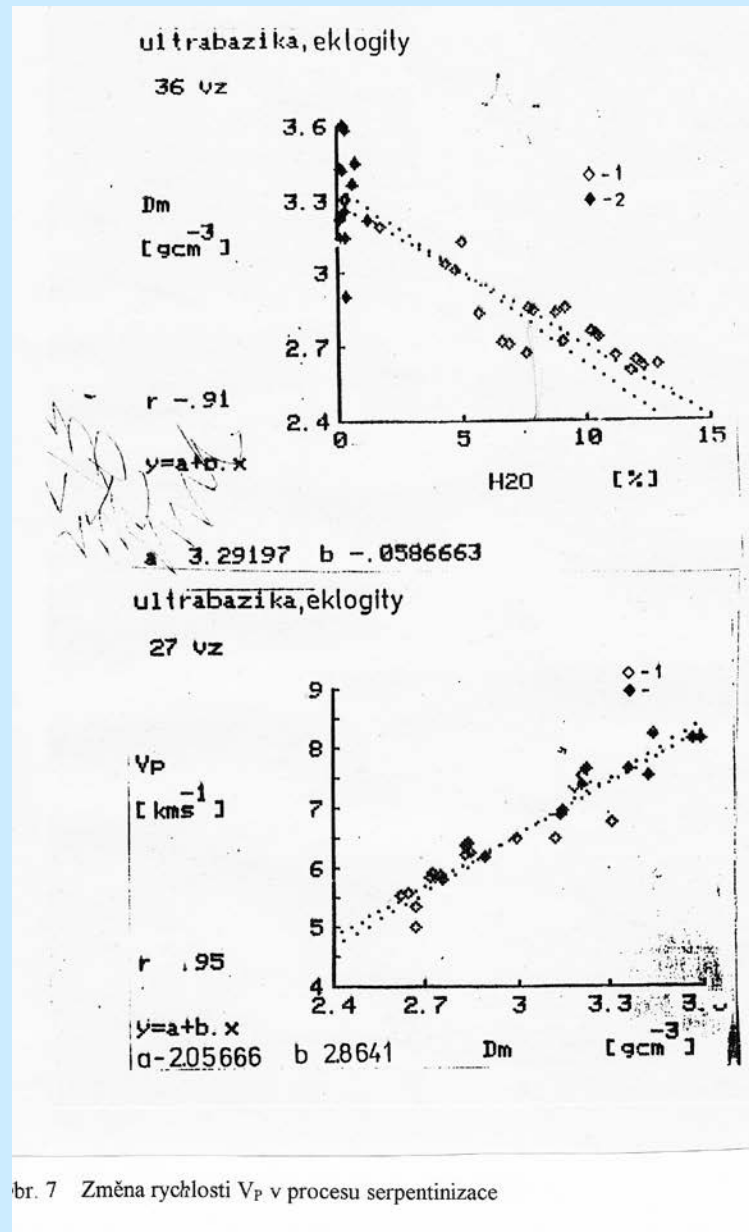 ultrabazika, eklogity
36 vz
3.6
◇-1
3.3
◆-2
Dm
[gcm-3]
3
2.7
r -.91
2.4
0 5 10 15
y=a+b.x
H2O [%]
a 3.29197 b -.0586663
ultrabazika, eklogity
27 vz
◇-1
9
◆-
8
VP
[kms-1]
7
6
5
r .95
4
2.4 2.7 3 3.3
y=a+b.x
a-2.05666 b 2.8641 Dm [gcm-3]
br. 7 Změna rychlosti VP v procesu serpentinizace